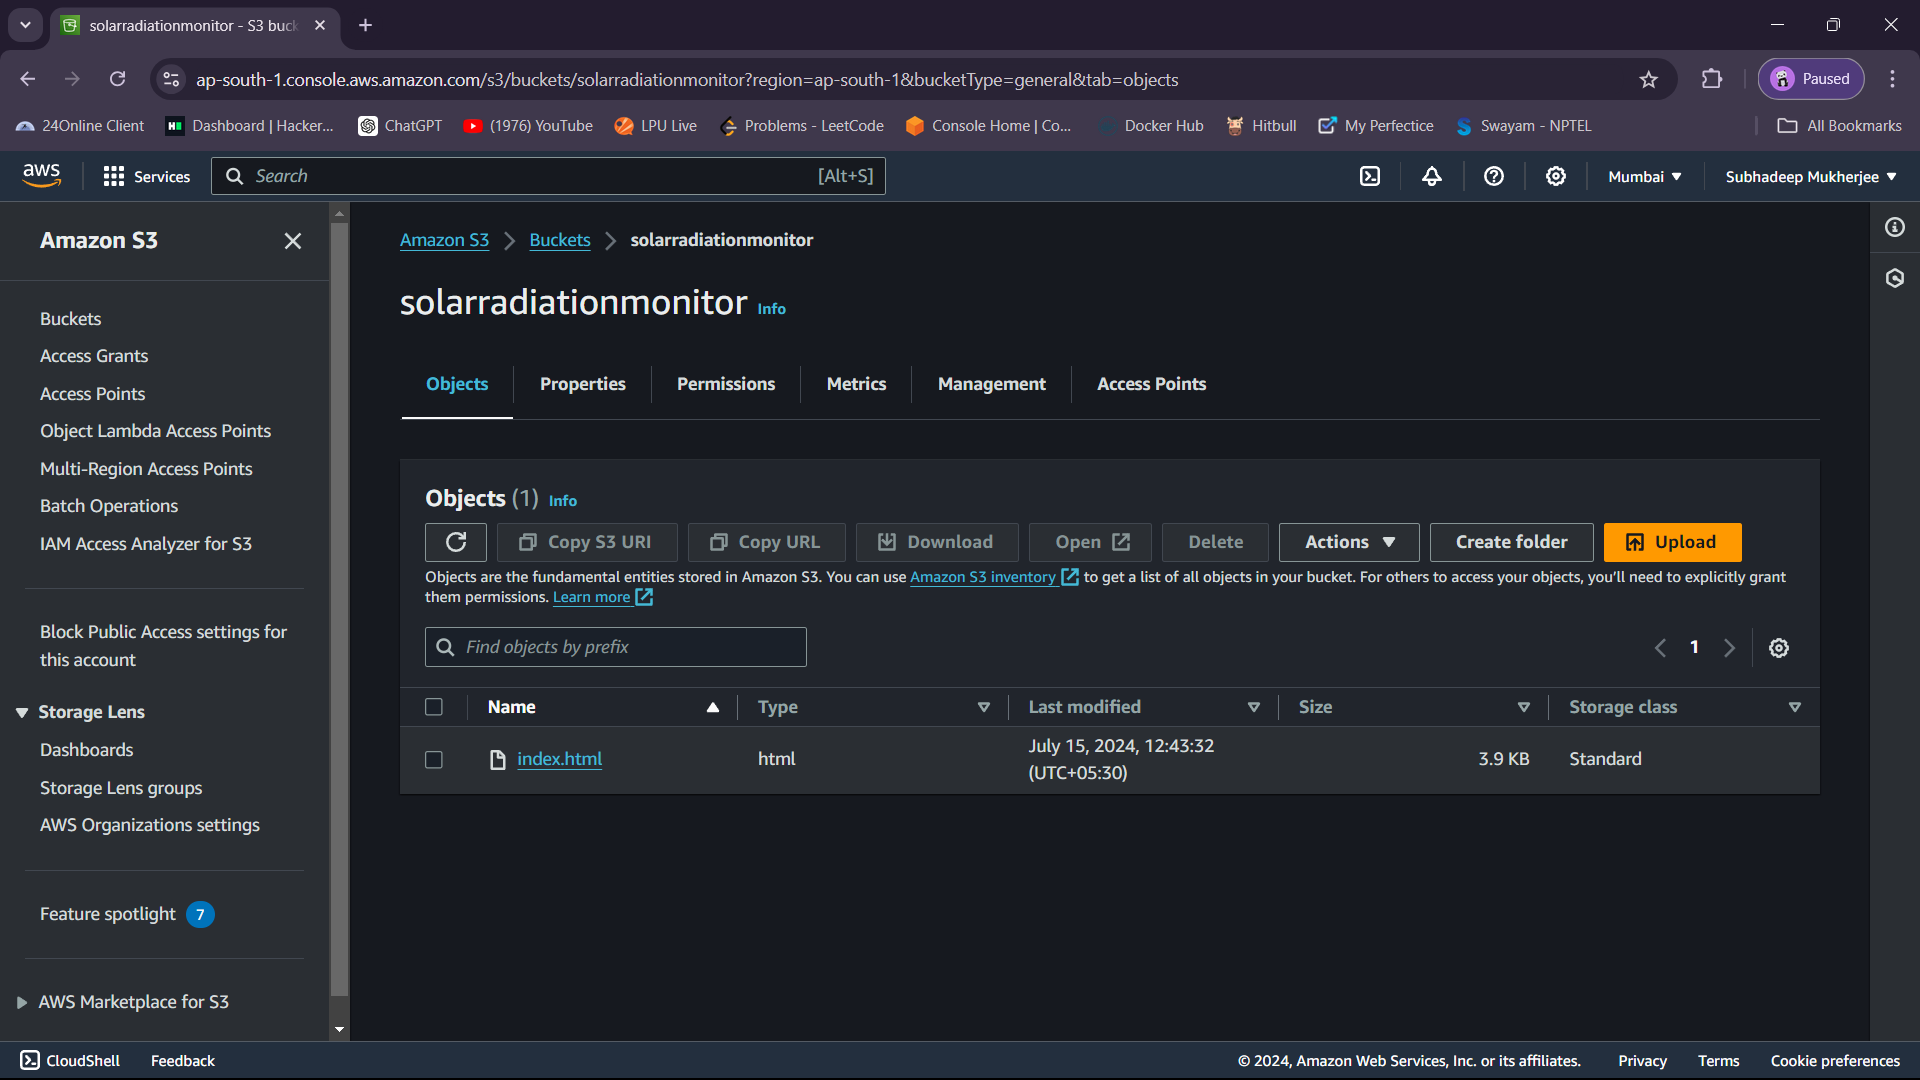 solarradiationmonitor - S3 buc
ap-south-1.console.aws.amazon.com/s3/buckets/solarradiationmonitor?region=ap-south-1&bucketType=general&tab=objects
Paused
24Online Client
Dashboard | Hacker...
ChatGPT
(1976) YouTube
LPU Live
Problems - LeetCode
Console Home | Co...
Docker Hub
Hitbull
My Perfectice
Swayam - NPTEL
All Bookmarks
aws
Services
Search
[Alt+S]
Mumbai
Subhadeep Mukherjee
Amazon S3
Buckets
Access Grants
Access Points
Object Lambda Access Points
Multi-Region Access Points
Batch Operations
IAM Access Analyzer for S3
Block Public Access settings for
this account
Storage Lens
Dashboards
Storage Lens groups
AWS Organizations settings
Feature spotlight 7
AWS Marketplace for S3
Amazon S3 > Buckets > solarradiationmonitor
solarradiationmonitor Info
Objects
Properties
Permissions
Metrics
Management
Access Points
Objects (1) Info
Copy S3 URI
Copy URL
Download
Open
Delete
Actions
Create folder
Upload
Objects are the fundamental entities stored in Amazon S3. You can use Amazon S3 inventory to get a list of all objects in your bucket. For others to access your objects, you'll need to explicitly grant
them permissions. Learn more
Find objects by prefix
1
Name
Type
Last modified
Size
Storage class
index.html
html
July 15, 2024, 12:43:32
(UTC+05:30)
3.9 KB
Standard
CloudShell
Feedback
© 2024, Amazon Web Services, Inc. or its affiliates.
Privacy
Terms
Cookie preferences